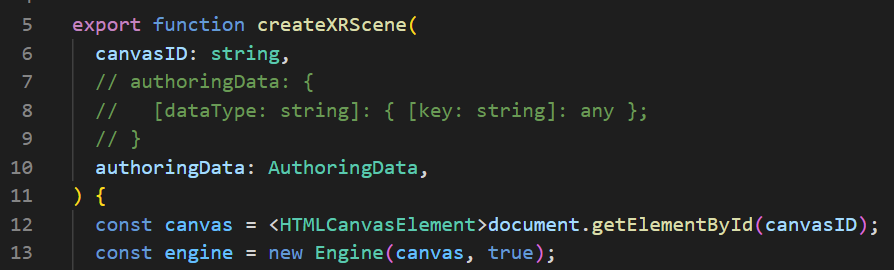 5 export function createXRScene(
6 canvasID: string,
7 // authoringData: {
8 //   [dataType: string]: { [key: string]: any };
9 // }
10 authoringData: AuthoringData,
11 ) {
12 const canvas = <HTMLCanvasElement>document.getElementById(canvasID);
13 const engine = new Engine(canvas, true);